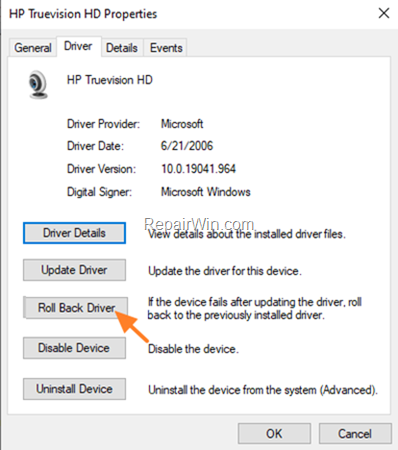 HP Truevision HD Properties
General Driver Details Events
HP Truevision HD
Driver Provider: Microsoft
Driver Date: 6/21/2006
Driver Version: 10.0.19041.964
Digital Signer: Microsoft Windows
RepairWin.com
Driver Details View details about the installed driver files.
Update Driver Update the driver for this device.
Roll Back Driver If the device fails after updating the driver, roll
back to the previously installed driver.
Disable Device Disable the device.
Uninstall Device Uninstall the device from the system (Advanced).
OK Cancel